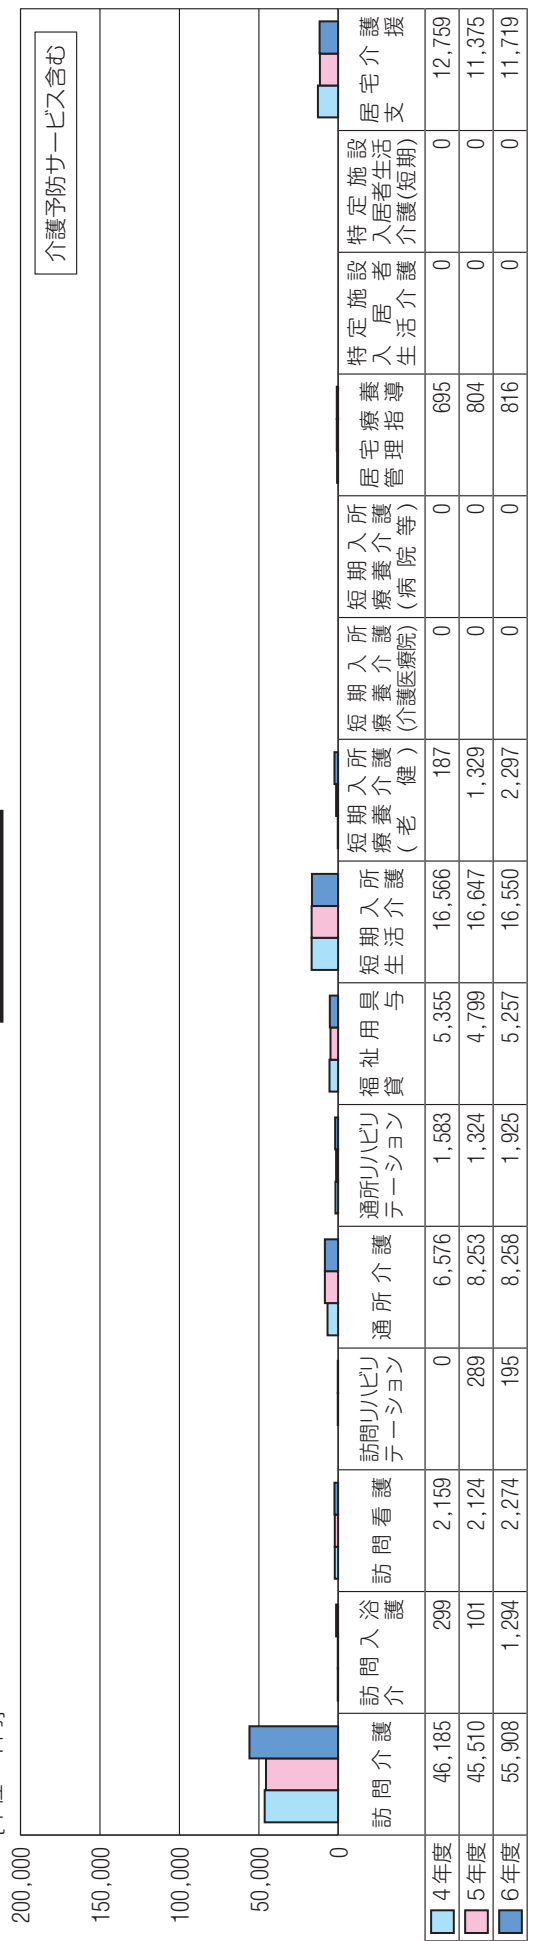 介護予防サービス含む
200,000
150,000
100,000
50,000
0
訪問介護 訪問入浴介護 訪問看護 訪問リハビリテーション 通所介護 通所リハビリテーション 福祉用具貸与 短期入所生活介護 短期入所療養介護(老健) 短期入所療養介護(介護医療院) 短期入所療養介護(病院等) 居宅療養管理指導 特定施設入居者生活介護 特定施設入居者生活介護(短期) 居宅介護支援
4年度 46,185 299 2,159 0 6,576 1,583 5,355 16,566 187 0 0 695 0 0 12,759
5年度 45,510 101 2,124 289 8,253 1,324 4,799 16,647 1,329 0 0 804 0 0 11,375
6年度 55,908 1,294 2,274 195 8,258 1,925 5,257 16,550 2,297 0 0 816 0 0 11,719